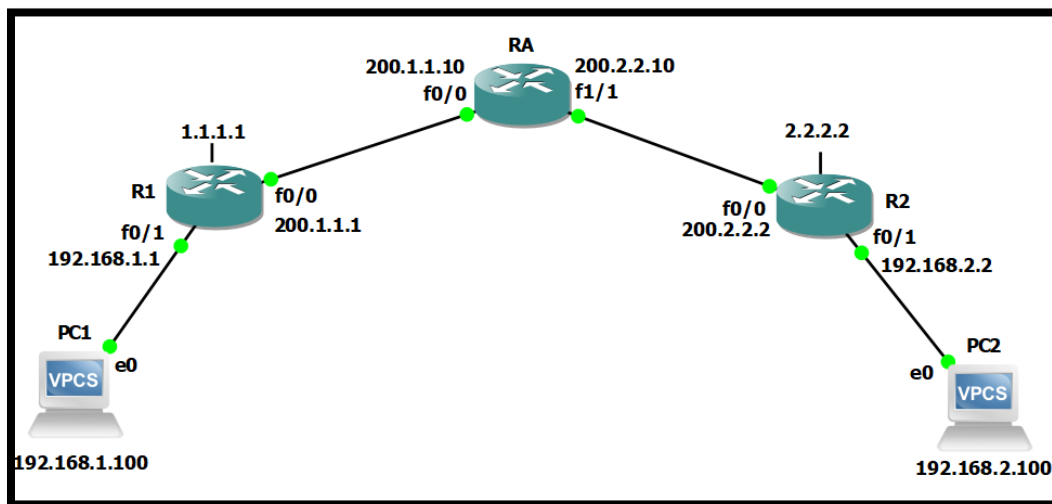 RA
200.1.1.10
200.2.2.10
f0/0
f1/1
1.1.1.1
2.2.2.2
R1
f0/0
200.1.1.1
f0/1
192.168.1.1
f0/0
200.2.2.2
R2
f0/1
192.168.2.2
PC1
e0
VPCS
192.168.1.100
PC2
e0
VPCS
192.168.2.100